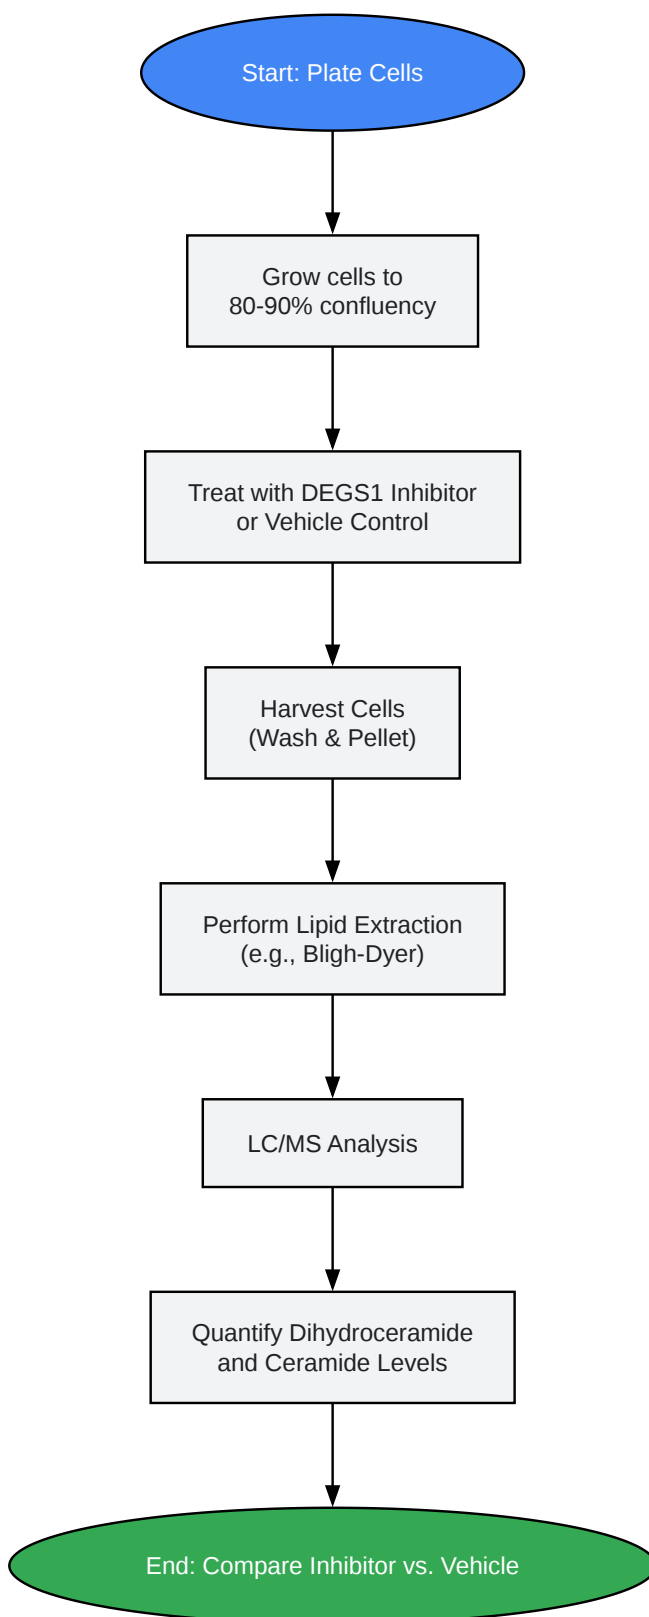 Start: Plate Cells
Grow cells to
80-90% confluency
Treat with DEGS1 Inhibitor
or Vehicle Control
Harvest Cells
(Wash & Pellet)
Perform Lipid Extraction
(e.g., Bligh-Dyer)
LC/MS Analysis
Quantify Dihydroceramide
and Ceramide Levels
End: Compare Inhibitor vs. Vehicle